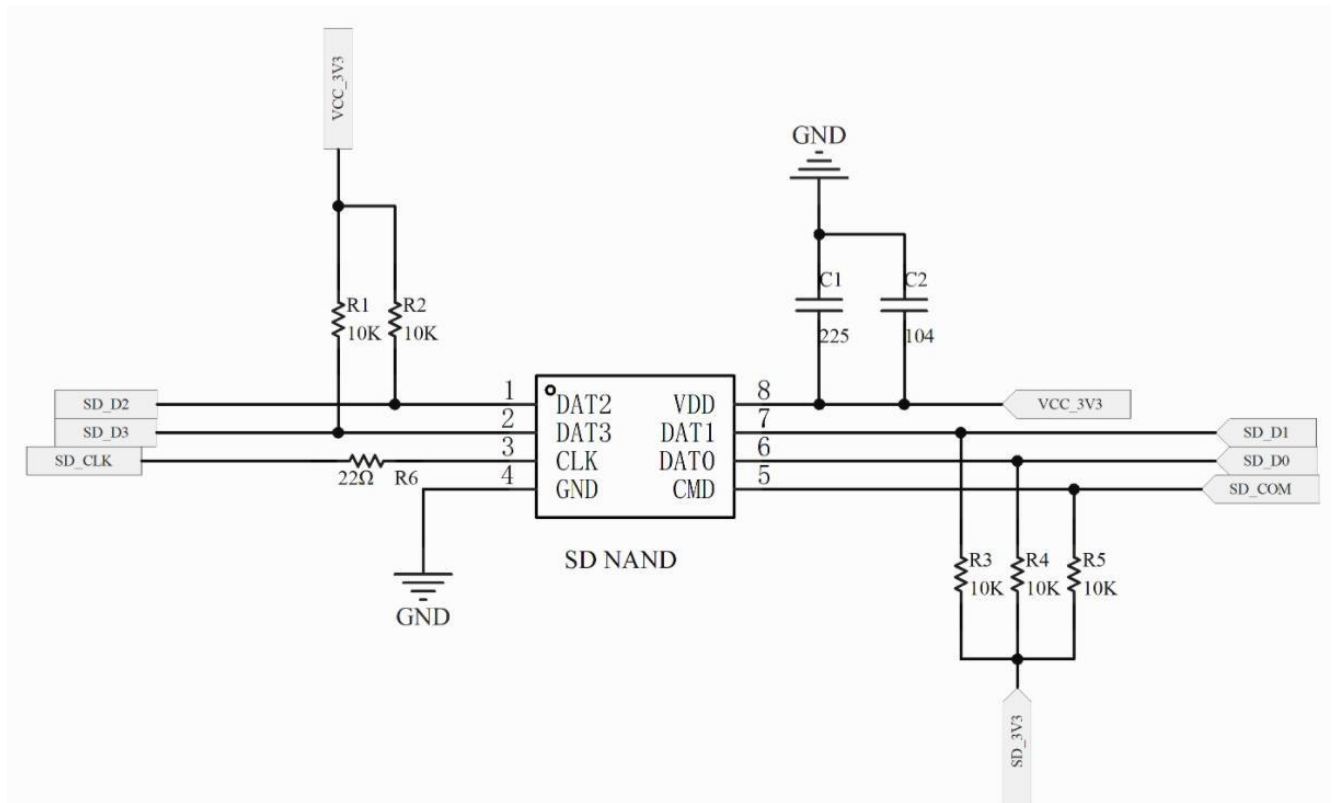 VCC_3V3
GND
C1
C2
225
104
R1
10K
R2
10K
SD_D2
SD_D3
SD_CLK
22Ω
R6
1
2
3
4
DAT2
DAT3
CLK
GND
VDD
DAT1
DAT0
CMD
8
7
6
5
VCC_3V3
SD_D1
SD_D0
SD_COM
SD NAND
GND
R3
10K
R4
10K
R5
10K
SD_3V3